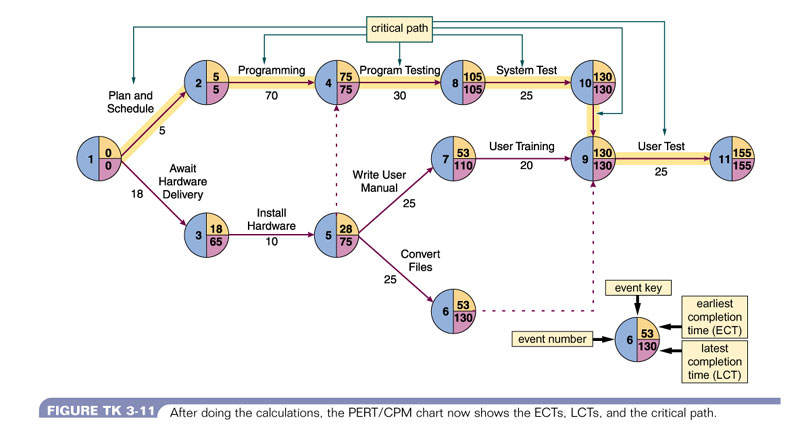 critical path
Programming
70
Program Testing
30
System Test
25
2
5
5
4
75
75
8
105
105
10
130
130
Plan and
Schedule
5
1
0
0
7
53
110
User Training
20
9
130
130
User Test
25
11
155
155
Await
Hardware
Delivery
18
Write User
Manual
25
3
18
65
Install
Hardware
10
5
28
75
Convert
Files
25
6
53
130
event key
earliest
completion
time (ECT)
event number
6
53
130
latest
completion
time (LCT)
FIGURE TK 3-11 After doing the calculations, the PERT/CPM chart now shows the ECTs, LCTs, and the critical path.